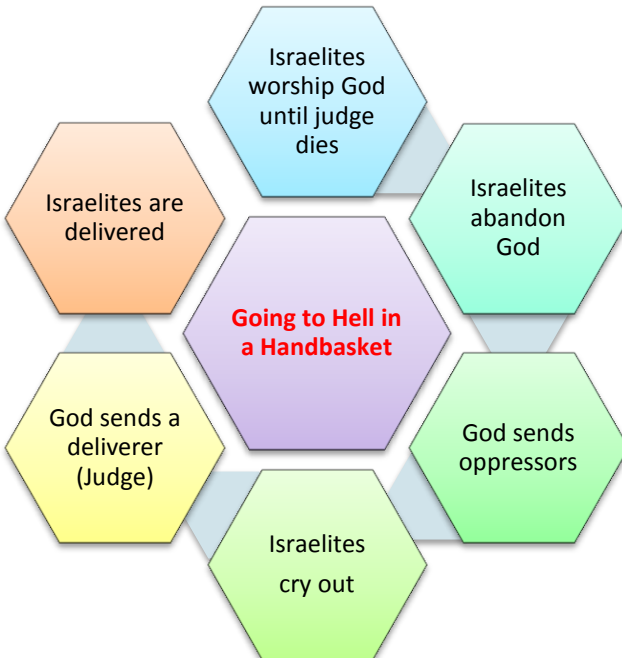 Israelites
worship God
until judge
dies
Israelites
abandon
God
God sends
oppressors
Israelites
cry out
God sends a
deliverer
(Judge)
Israelites are
delivered
Going to Hell in
a Handbasket